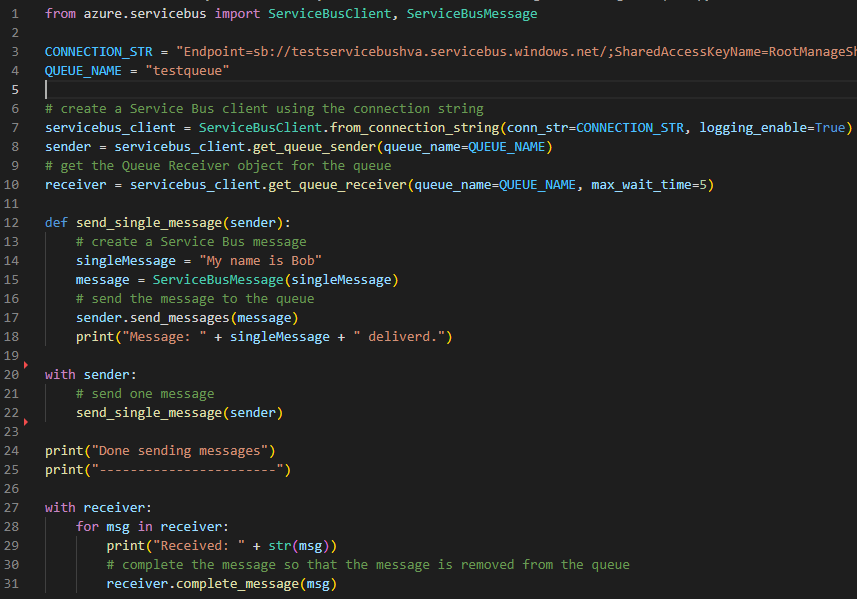 1 from azure.servicebus import ServiceBusClient, ServiceBusMessage
2
3 CONNECTION_STR = "Endpoint=sb://testservicebushva.servicebus.windows.net/;SharedAccessKeyName=RootManageSh
4 QUEUE_NAME = "testqueue"
5
6 # create a Service Bus client using the connection string
7 servicebus_client = ServiceBusClient.from_connection_string(conn_str=CONNECTION_STR, logging_enable=True)
8 sender = servicebus_client.get_queue_sender(queue_name=QUEUE_NAME)
9 # get the Queue Receiver object for the queue
10 receiver = servicebus_client.get_queue_receiver(queue_name=QUEUE_NAME, max_wait_time=5)
11
12 def send_single_message(sender):
13     # create a Service Bus message
14     singleMessage = "My name is Bob"
15     message = ServiceBusMessage(singleMessage)
16     # send the message to the queue
17     sender.send_messages(message)
18     print("Message: " + singleMessage + " deliverd.")
19
20 with sender:
21     # send one message
22     send_single_message(sender)
23
24 print("Done sending messages")
25 print("-----------------------")
26
27 with receiver:
28     for msg in receiver:
29         print("Received: " + str(msg))
30         # complete the message so that the message is removed from the queue
31         receiver.complete_message(msg)